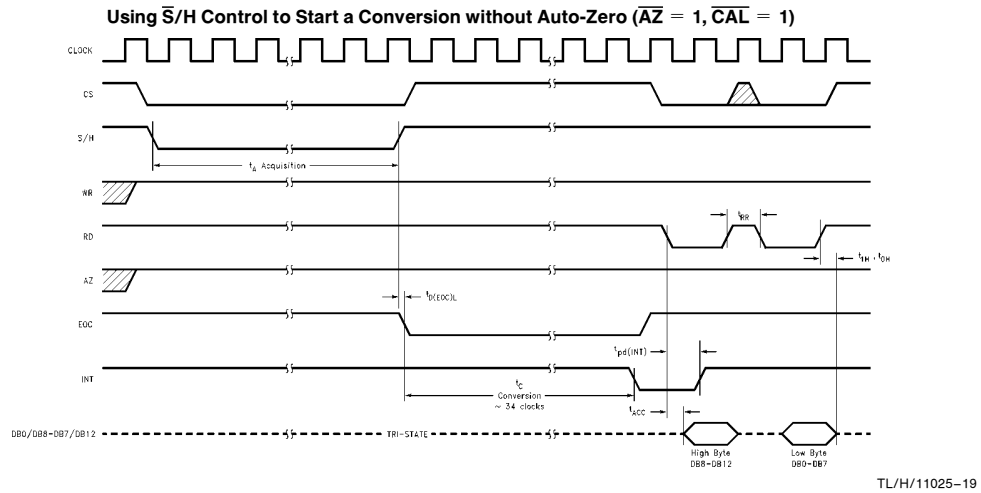 Using S̅/H Control to Start a Conversion without Auto-Zero (A̅Z̅ = 1, C̅A̅L̅ = 1)
CLOCK
CS
S/H
tA Acquisition
WR
RD
tRR
t1H, t0H
AZ
tD(EOC)L
EOC
tpd(INT)
INT
tC
Conversion
~ 34 clocks
tACC
DB0/DB8-DB7/DB12
TRI-STATE
High Byte
DB8-DB12
Low Byte
DB0-DB7
TL/H/11025–19